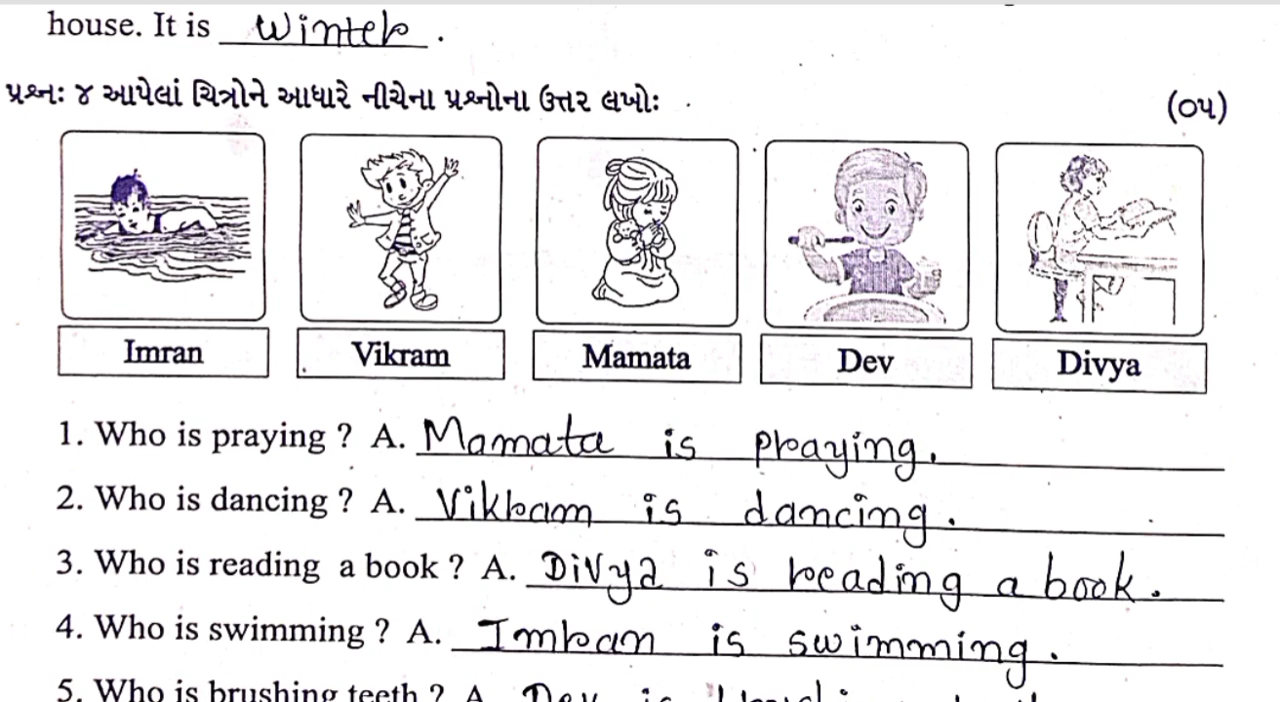 house. It is Winter.
પ્રશ્ન: ૪ આપેલાં ચિત્રોને આધારે નીચેના પ્રશ્નોના ઉત્તર લખો: (૦૫)
Imran Vikram Mamata Dev Divya
1. Who is praying ? A. Mamata is praying.
2. Who is dancing ? A. Vikram is dancing.
3. Who is reading a book ? A. Divya is reading a book.
4. Who is swimming ? A. Imran is swimming.
5. Who is brushing teeth ? A. Dev is